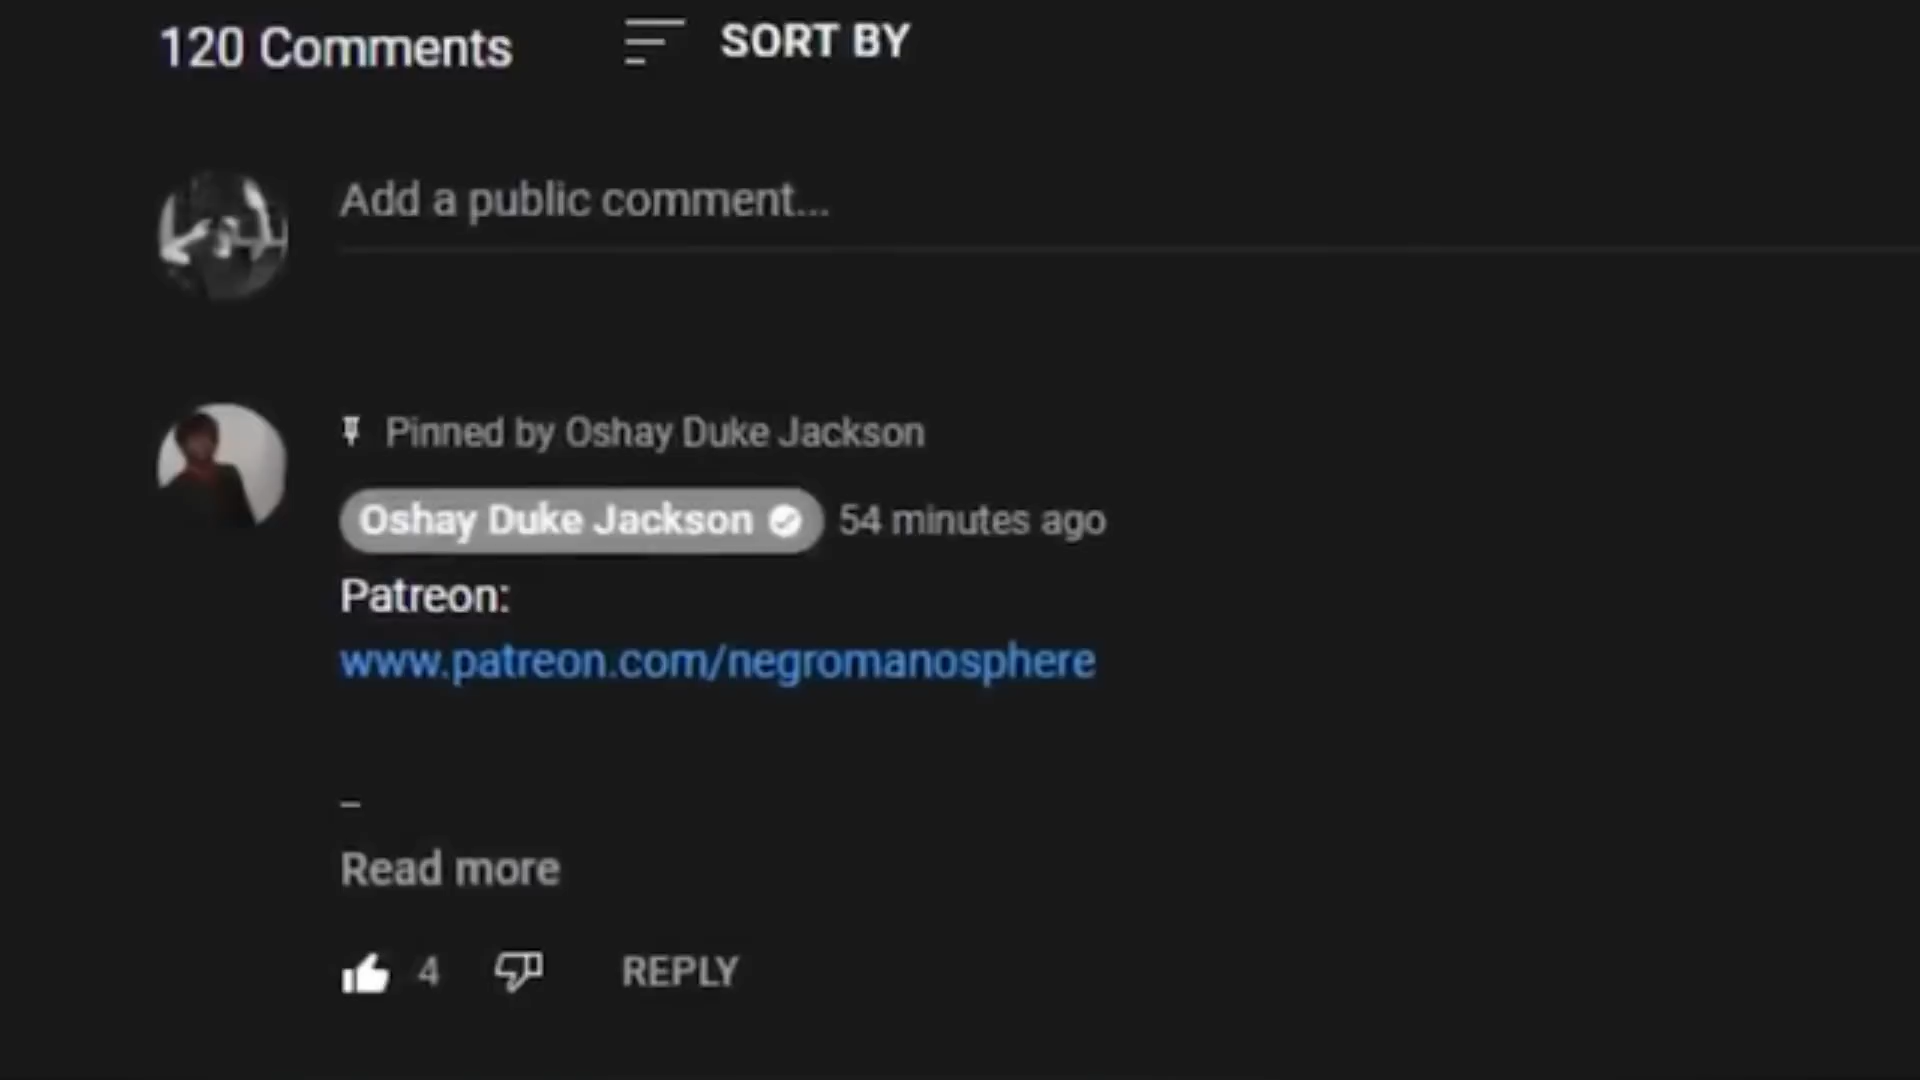 120 Comments
SORT BY
Add a public comment...
Pinned by Oshay Duke Jackson
Oshay Duke Jackson 54 minutes ago
Patreon:
www.patreon.com/negromanosphere
–
Read more
4
REPLY